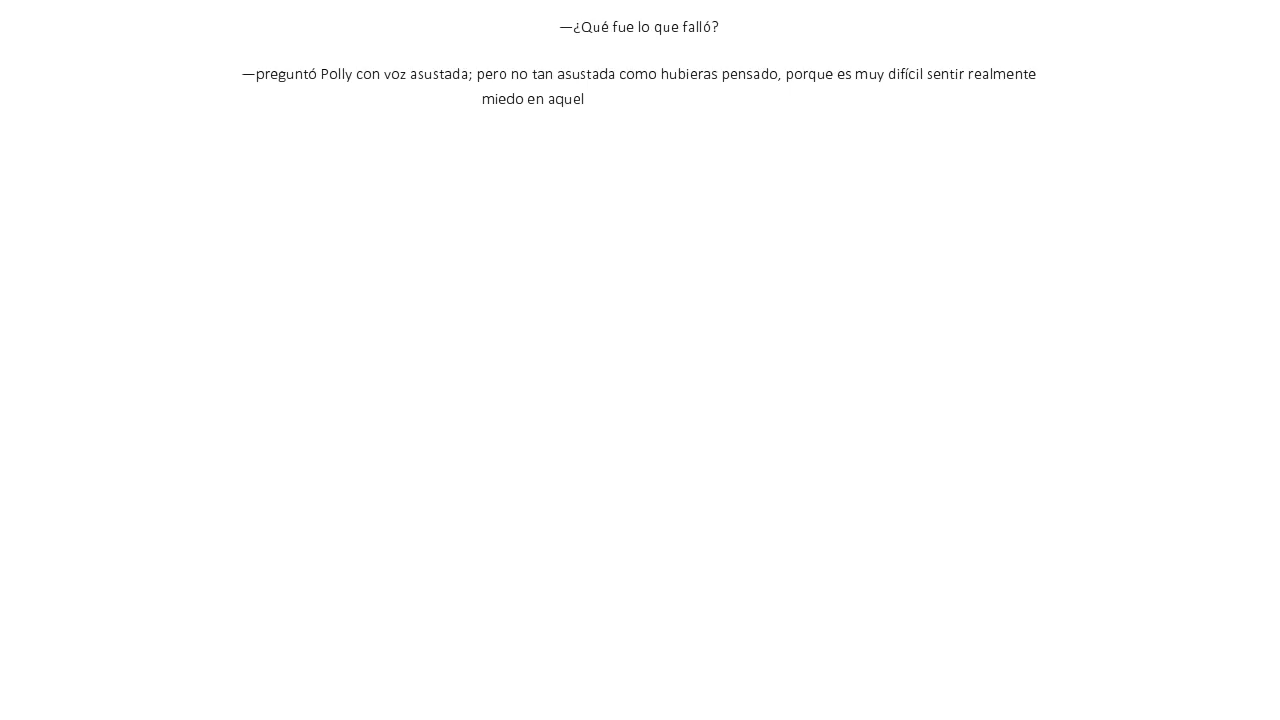 —¿Qué fue lo que falló?
—preguntó Polly con voz asustada; pero no tan asustada como hubieras pensado, porque es muy difícil sentir realmente
miedo en aquel